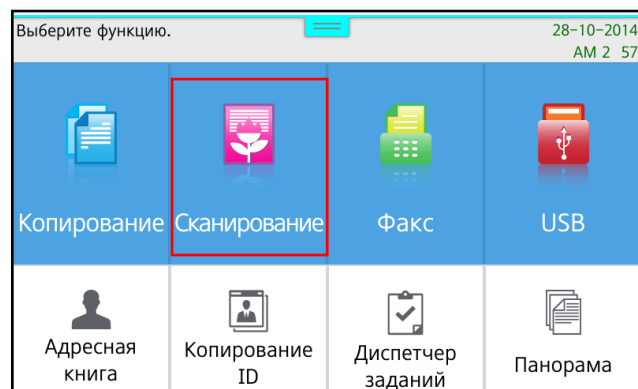 Выберите функцию.
28-10-2014
AM 2 57
Копирование
Сканирование
Факс
USB
Адресная
книга
Копирование
ID
Диспетчер
заданий
Панорама